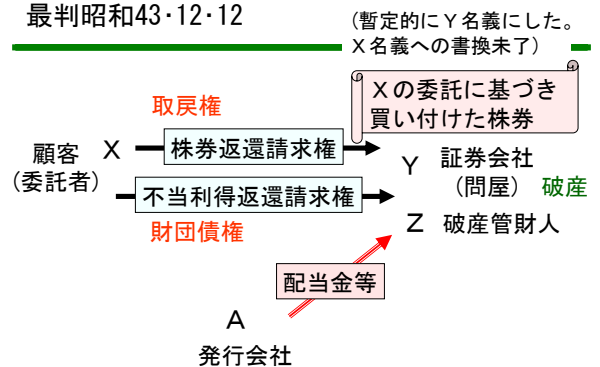 最判昭和43・12・12
(暫定的にY名義にした。
X名義への書換未了)
Xの委託に基づき
買い付けた株券
取戻権
顧客
(委託者)
X
株券返還請求権
Y
証券会社
(問屋)
破産
不当利得返還請求権
財団債権
Z 破産管財人
配当金等
A
発行会社